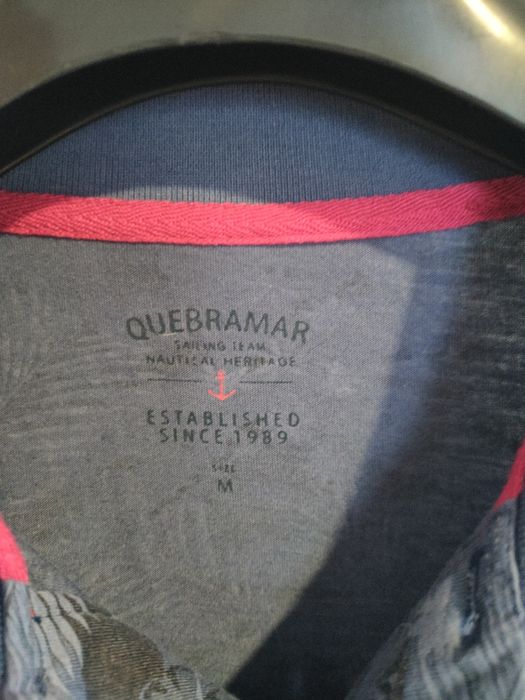 QUEBRAMAR
SAILING TEAM
NAUTICAL HERITAGE
ESTABLISHED
SINCE 1989
SIZE
M